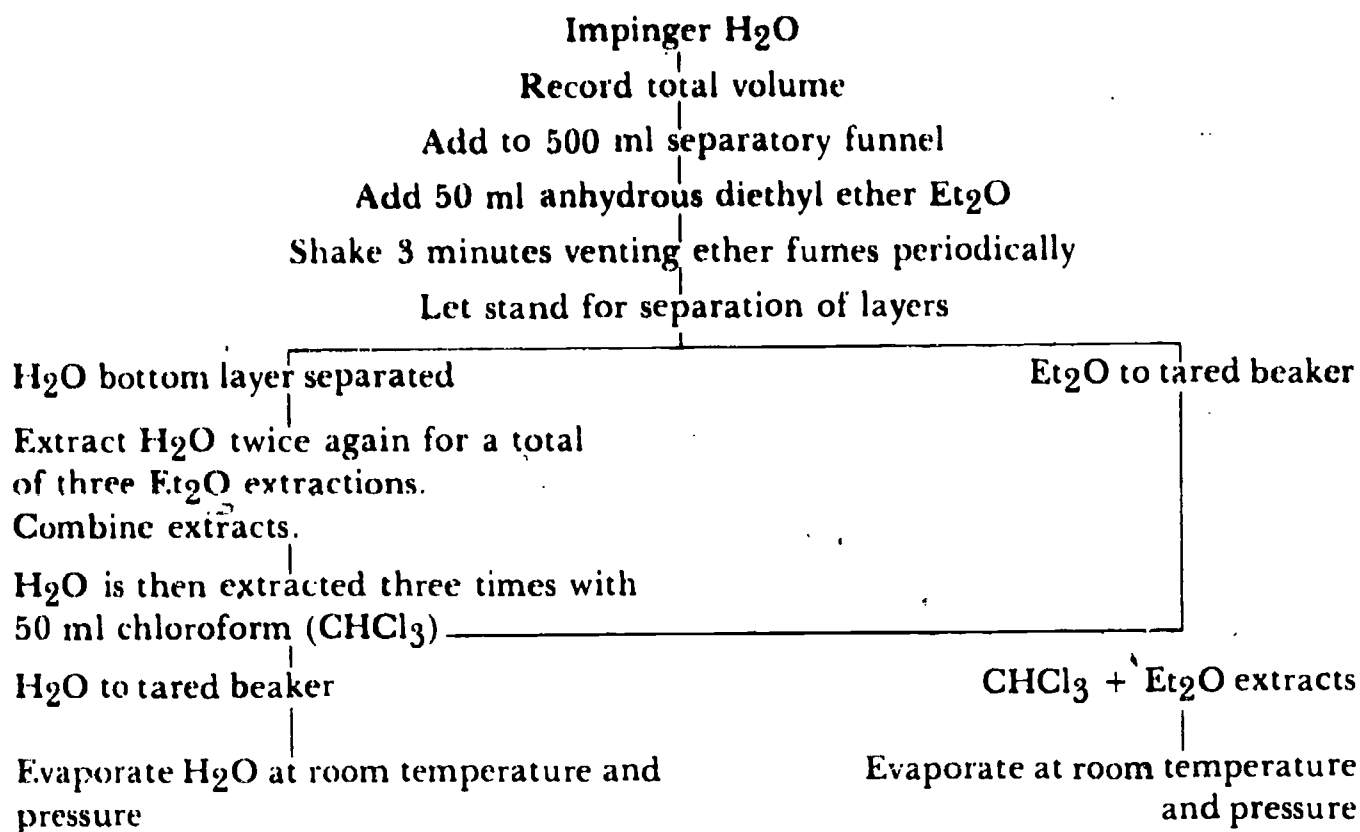 Impinger H2O
Record total volume
Add to 500 ml separatory funnel
Add 50 ml anhydrous diethyl ether Et2O
Shake 3 minutes venting ether fumes periodically
Let stand for separation of layers
H2O bottom layer separated
Et2O to tared beaker
Extract H2O twice again for a total
of three Et2O extractions.
Combine extracts.
H2O is then extracted three times with
50 ml chloroform (CHCl3)
H2O to tared beaker
CHCl3 + Et2O extracts
Evaporate H2O at room temperature and
pressure
Evaporate at room temperature
and pressure